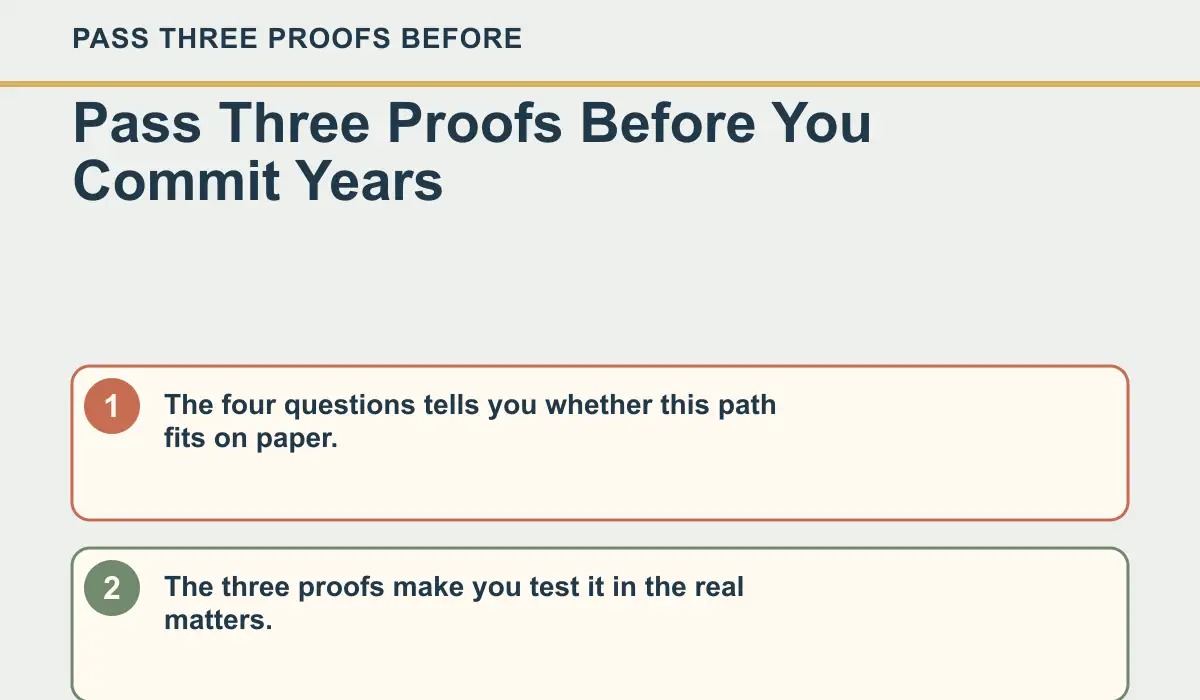 PASS THREE PROOFS BEFORE
Pass Three Proofs Before You
Commit Years
1
The four questions tells you whether this path
fits on paper.
2
The three proofs make you test it in the real
matters.